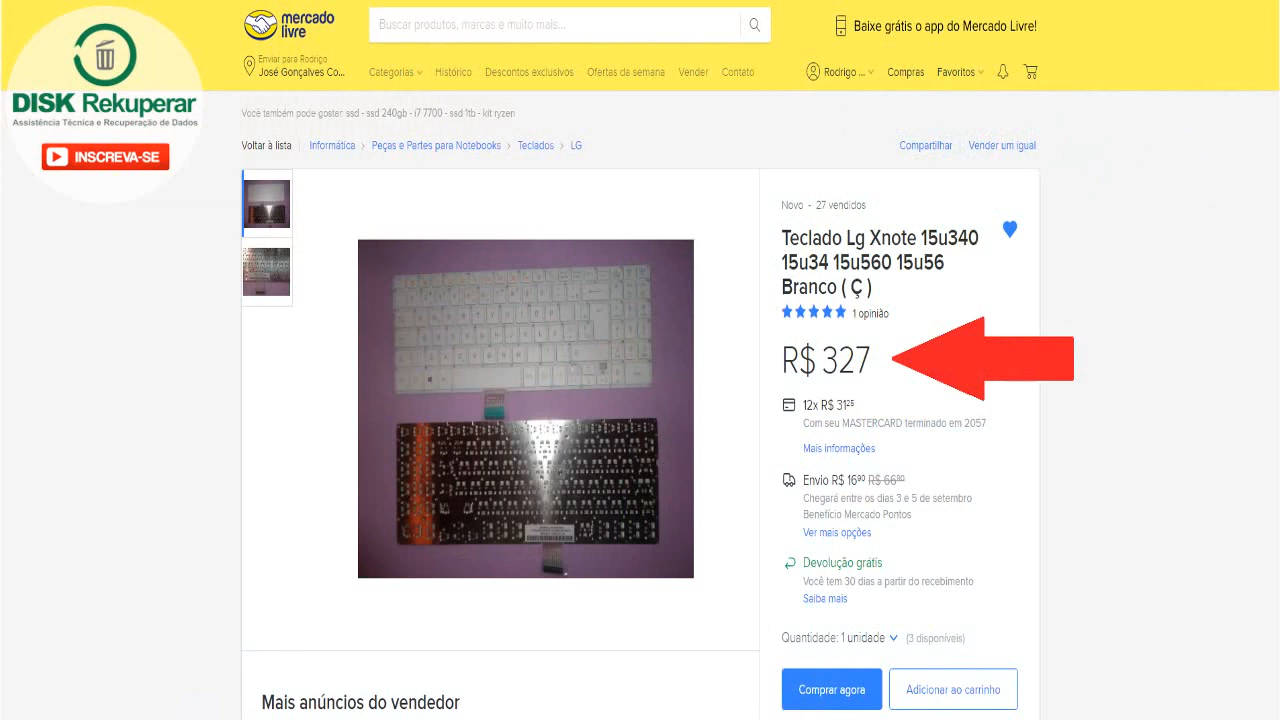 mercado
livre
Buscar produtos, marcas e muito mais...
Baixe grátis o app do Mercado Livre!
Enviar para Rodrigo
José Gonçalves Co...
Categorias
Histórico
Descontos exclusivos
Ofertas da semana
Vender
Contato
Rodrigo ...
Compras
Favoritos
DISK Rekuperar
Assistência Técnica e Recuperação de Dados
INSCREVA-SE
Você também pode gostar: ssd - ssd 240gb - i7 7700 - ssd 1tb - kit ryzen
Voltar à lista
Informática > Peças e Partes para Notebooks > Teclados > LG
Compartilhar
Vender um igual
Novo - 27 vendidos
Teclado Lg Xnote 15u340
15u34 15u560 15u56
Branco ( Ç )
1 opinião
R$ 327
12x R$ 31²⁵
Com seu MASTERCARD terminado em 2057
Mais informações
Envio R$ 16⁹⁰ R$ 66⁹⁰
Chegará entre os dias 3 e 5 de setembro
Benefício Mercado Pontos
Ver mais opções
Devolução grátis
Você tem 30 dias a partir do recebimento
Saiba mais
Quantidade: 1 unidade (3 disponíveis)
Comprar agora
Adicionar ao carrinho
Mais anúncios do vendedor